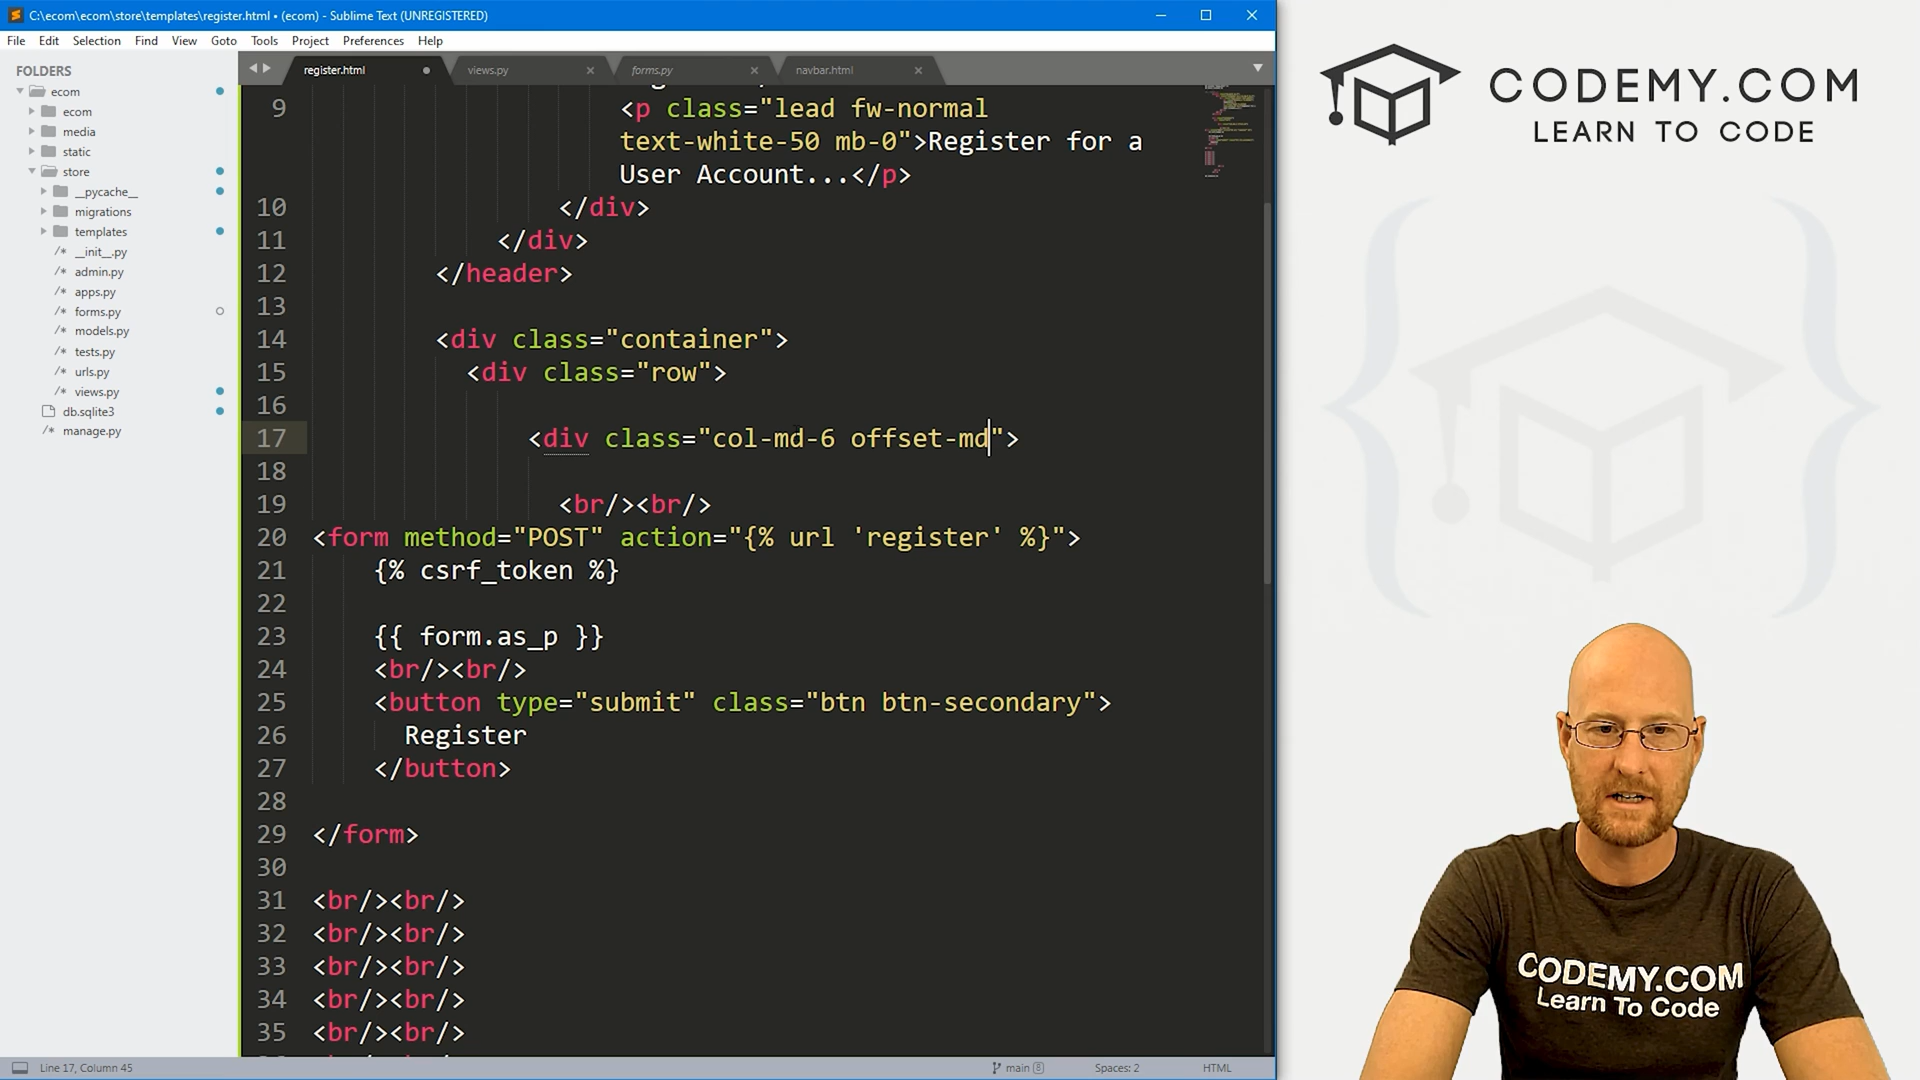 C:\ecom\ecom\store\templates\register.html • (ecom) - Sublime Text (UNREGISTERED)
File Edit Selection Find View Goto Tools Project Preferences Help
FOLDERS
ecom
ecom
media
static
store
__pycache__
migrations
templates
/* __init__.py
/* admin.py
/* apps.py
/* forms.py
/* models.py
/* tests.py
/* urls.py
/* views.py
db.sqlite3
manage.py
register.html views.py forms.py navbar.html
9 <p class="lead fw-normal
text-white-50 mb-0">Register for a
User Account...</p>
10 </div>
11 </div>
12 </header>
13
14 <div class="container">
15 <div class="row">
16
17 <div class="col-md-6 offset-md">
18
19 <br/><br/>
20 <form method="POST" action="{% url 'register' %}">
21 {% csrf_token %}
22
23 {{ form.as_p }}
24 <br/><br/>
25 <button type="submit" class="btn btn-secondary">
26 Register
27 </button>
28
29 </form>
30
31 <br/><br/>
32 <br/><br/>
33 <br/><br/>
34 <br/><br/>
35 <br/><br/>
Line 17, Column 45
main 8
Spaces: 2
HTML
CODEMY.COM
LEARN TO CODE
CODEMY.COM
Learn To Code